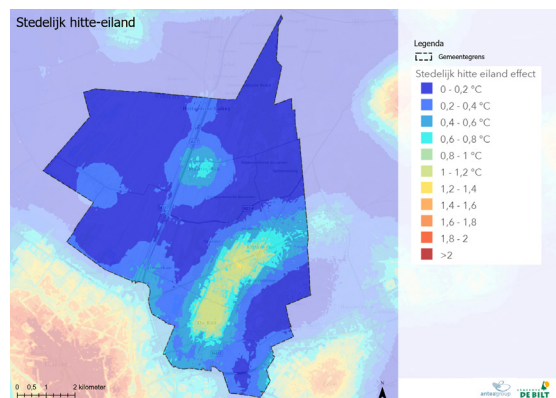 Stedelijk hitte-eiland
Legenda
Gemeentegrens
Stedelijk hitte eiland effect
0 - 0,2 °C
0,2 - 0,4 °C
0,4 - 0,6 °C
0,6 - 0,8 °C
0,8 - 1 °C
1 - 1,2 °C
1,2 - 1,4
1,4 - 1,6
1,6 - 1,8
1,8 - 2
>2
0 0.5 1 2 kilometer
N
anteagroup
GEMEENTE
DE BILT